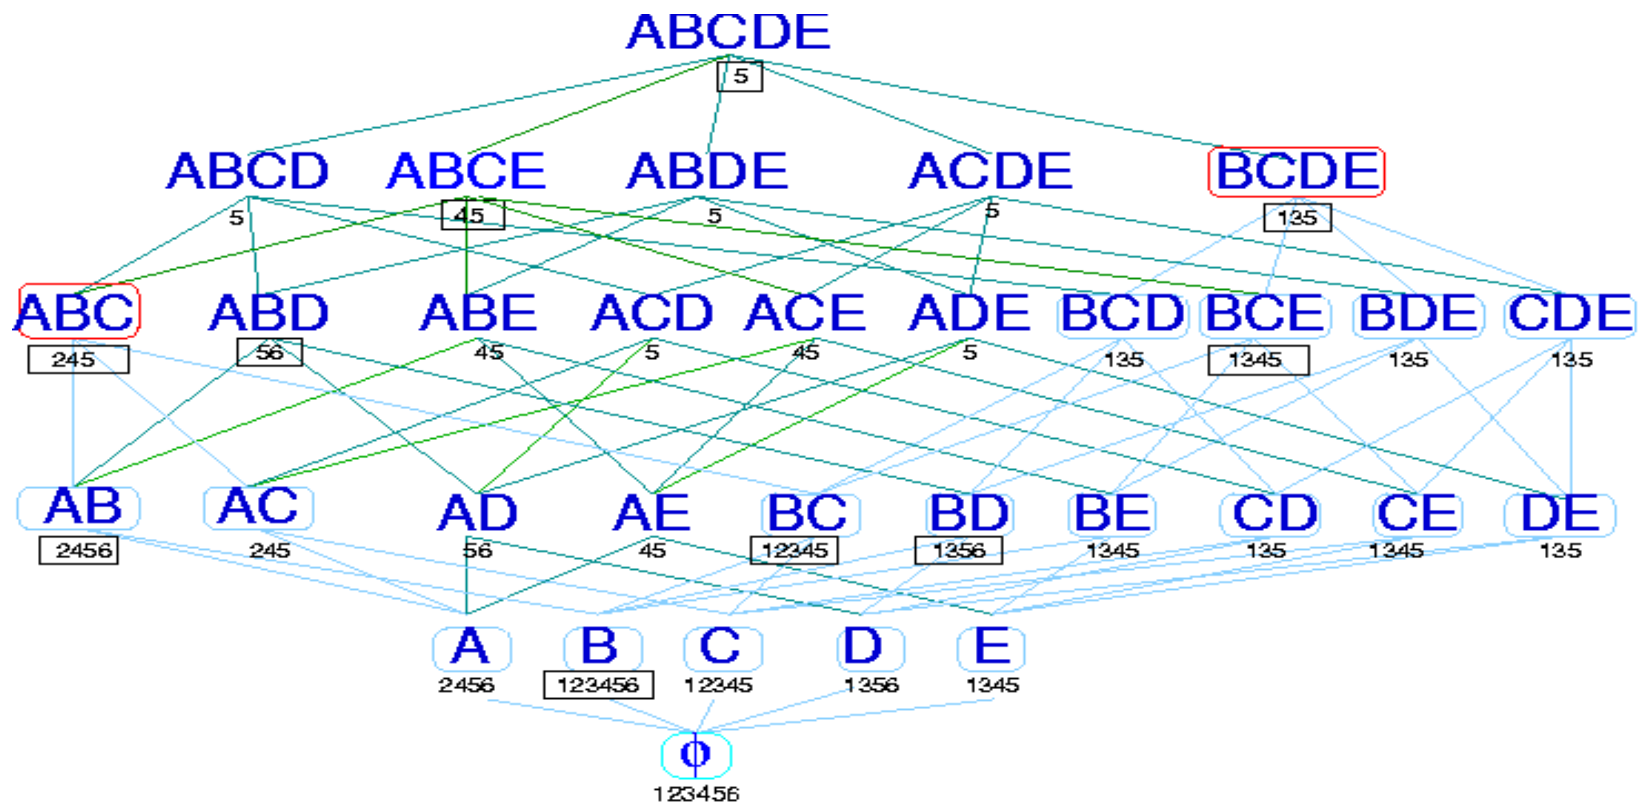 ABCDE
5
ABCD ABCE ABDE ACDE BCDE
5 45 5 5 135
ABC ABD ABE ACD ACE ADE BCD BCE BDE CDE
245 56 45 5 45 5 135 1345 135 135
AB AC AD AE BC BD BE CD CE DE
2456 245 56 45 12345 1356 1345 135 1345 135
A B C D E
2456 123456 12345 1356 1345
ϕ
123456